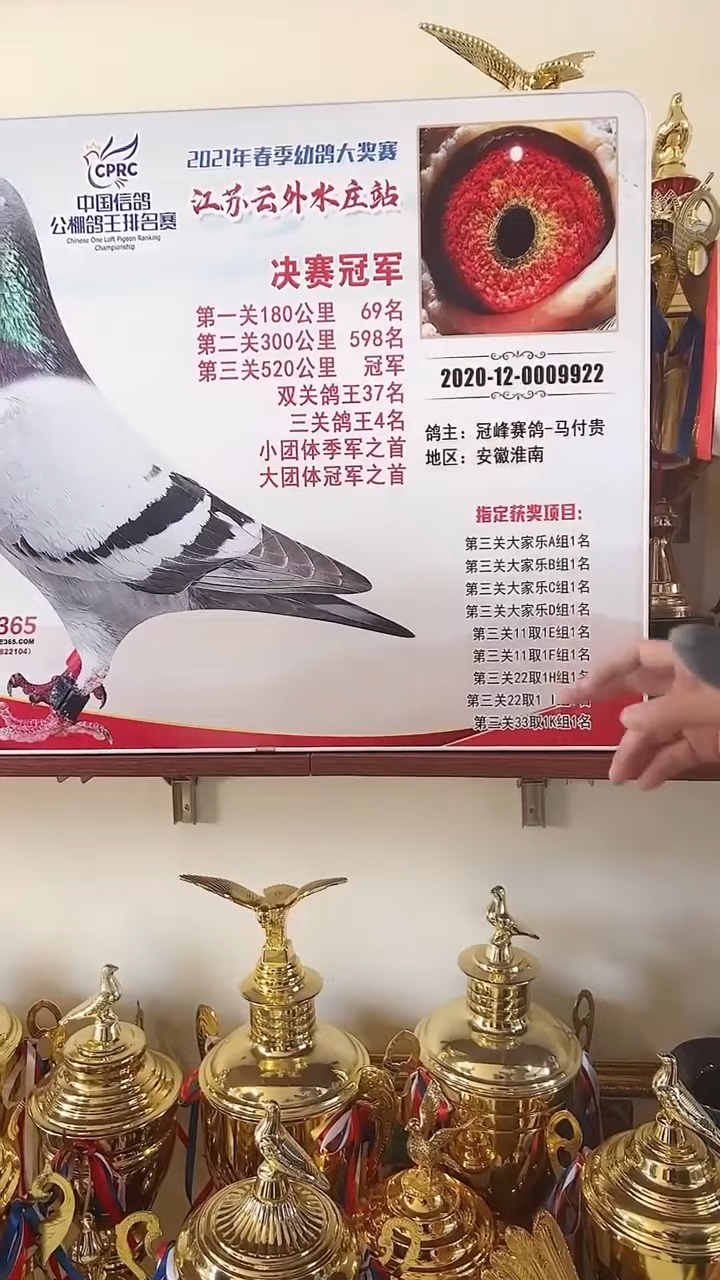 CPRC
中国信鸽
公棚鸽王排名赛
Chinese One Loft Pigeon Ranking
Championship
2021年春季幼鸽大奖赛
江苏云外水庄站
决赛冠军
第一关180公里 69名
第二关300公里 598名
第三关520公里 冠军
双关鸽王37名
三关鸽王4名
小团体季军之首
大团体冠军之首
2020-12-0009922
鸽主：冠峰赛鸽-马付贵
地区：安徽淮南
指定获奖项目：
第三关大家乐A组1名
第三关大家乐B组1名
第三关大家乐C组1名
第三关大家乐D组1名
第三关11取1E组1名
第三关11取1F组1名
第三关22取1H组1名
第三关22取1
第三关33取1K组1名
365
E365.COM
822104)